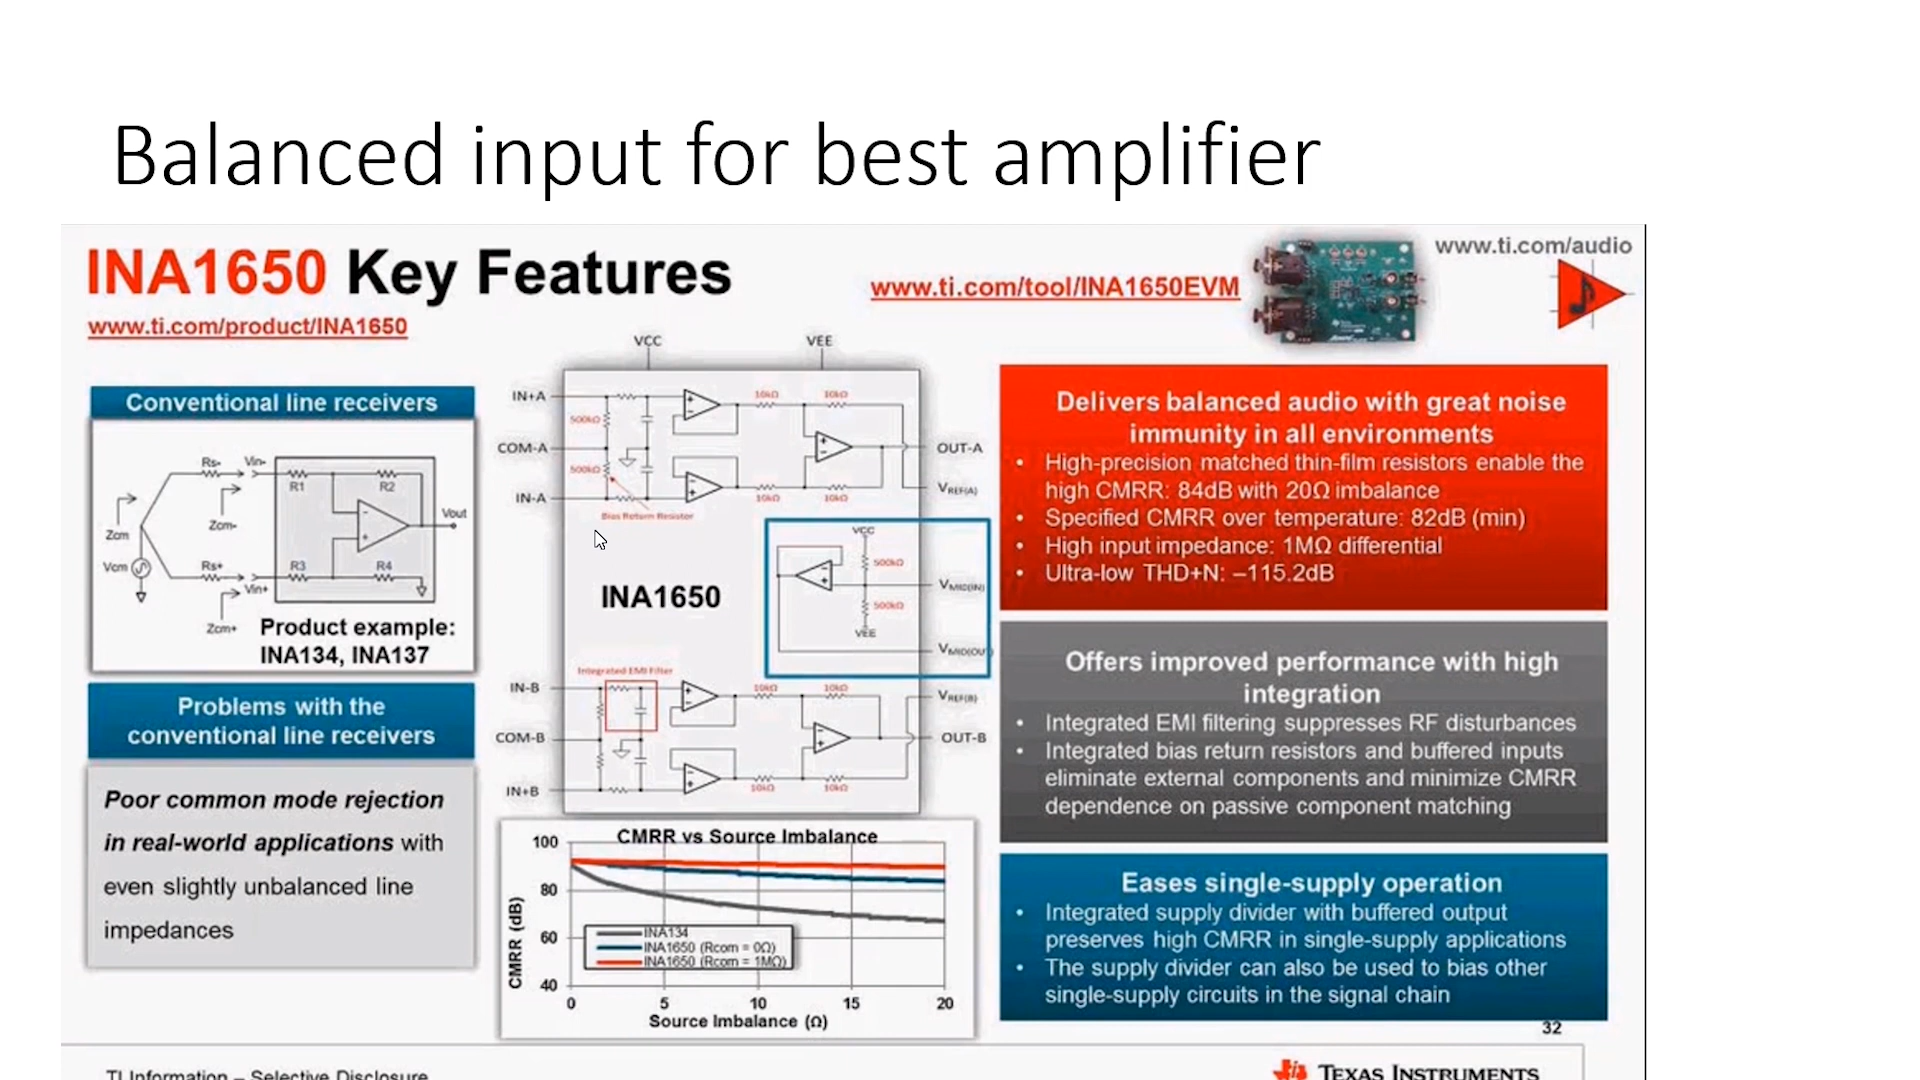 Balanced input for best amplifier
INA1650 Key Features
www.ti.com/product/INA1650
www.ti.com/tool/INA1650EVM
www.ti.com/audio
Conventional line receivers
Rs-
Vin-
R1
R2
Zcm-
Zcm
Vcm
Vout
Rs+
Vin+
R3
R4
Zcm+
Product example:
INA134, INA137
Problems with the
conventional line receivers
Poor common mode rejection
in real-world applications with
even slightly unbalanced line
impedances
VCC
VEE
IN+A
500kΩ
10kΩ
10kΩ
COM-A
500kΩ
OUT-A
IN-A
10kΩ
10kΩ
VREF(A)
Bias Return Resistor
VCC
500kΩ
VMID(IN)
INA1650
500kΩ
VEE
VMID(OUT)
Integrated EMI Filter
IN-B
10kΩ
10kΩ
VREF(B)
COM-B
OUT-B
IN+B
10kΩ
10kΩ
CMRR vs Source Imbalance
100
80
60
40
CMRR (dB)
INA134
INA1650 (Rcom = 0Ω)
INA1650 (Rcom = 1MΩ)
0
5
10
15
20
Source Imbalance (Ω)
Delivers balanced audio with great noise
immunity in all environments
• High-precision matched thin-film resistors enable the
high CMRR: 84dB with 20Ω imbalance
• Specified CMRR over temperature: 82dB (min)
• High input impedance: 1MΩ differential
• Ultra-low THD+N: –115.2dB
Offers improved performance with high
integration
• Integrated EMI filtering suppresses RF disturbances
• Integrated bias return resistors and buffered inputs
eliminate external components and minimize CMRR
dependence on passive component matching
Eases single-supply operation
• Integrated supply divider with buffered output
preserves high CMRR in single-supply applications
• The supply divider can also be used to bias other
single-supply circuits in the signal chain
32
TI Information – Selective Disclosure
TEXAS INSTRUMENTS